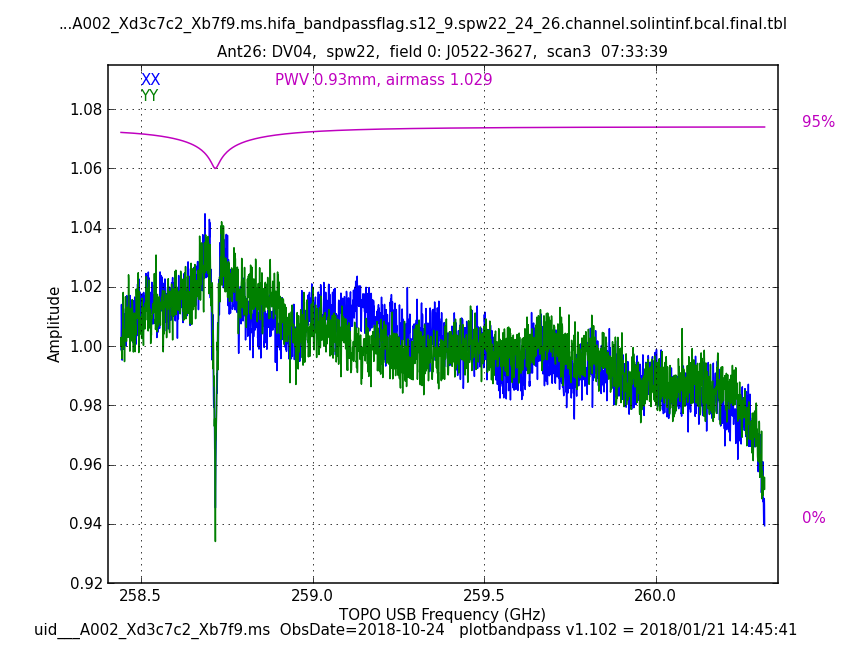 ...A002_Xd3c7c2_Xb7f9.ms.hifa_bandpassflag.s12_9.spw22_24_26.channel.solintinf.bcal.final.tbl
Ant26: DV04, spw22, field 0: J0522-3627, scan3 07:33:39
XX
PWV 0.93mm, airmass 1.029
YY
1.08
95%
1.06
1.04
1.02
1.00
Amplitude
0.98
0.96
0.94
0%
0.92
258.5
259.0
259.5
260.0
TOPO USB Frequency (GHz)
uid___A002_Xd3c7c2_Xb7f9.ms ObsDate=2018-10-24 plotbandpass v1.102 = 2018/01/21 14:45:41